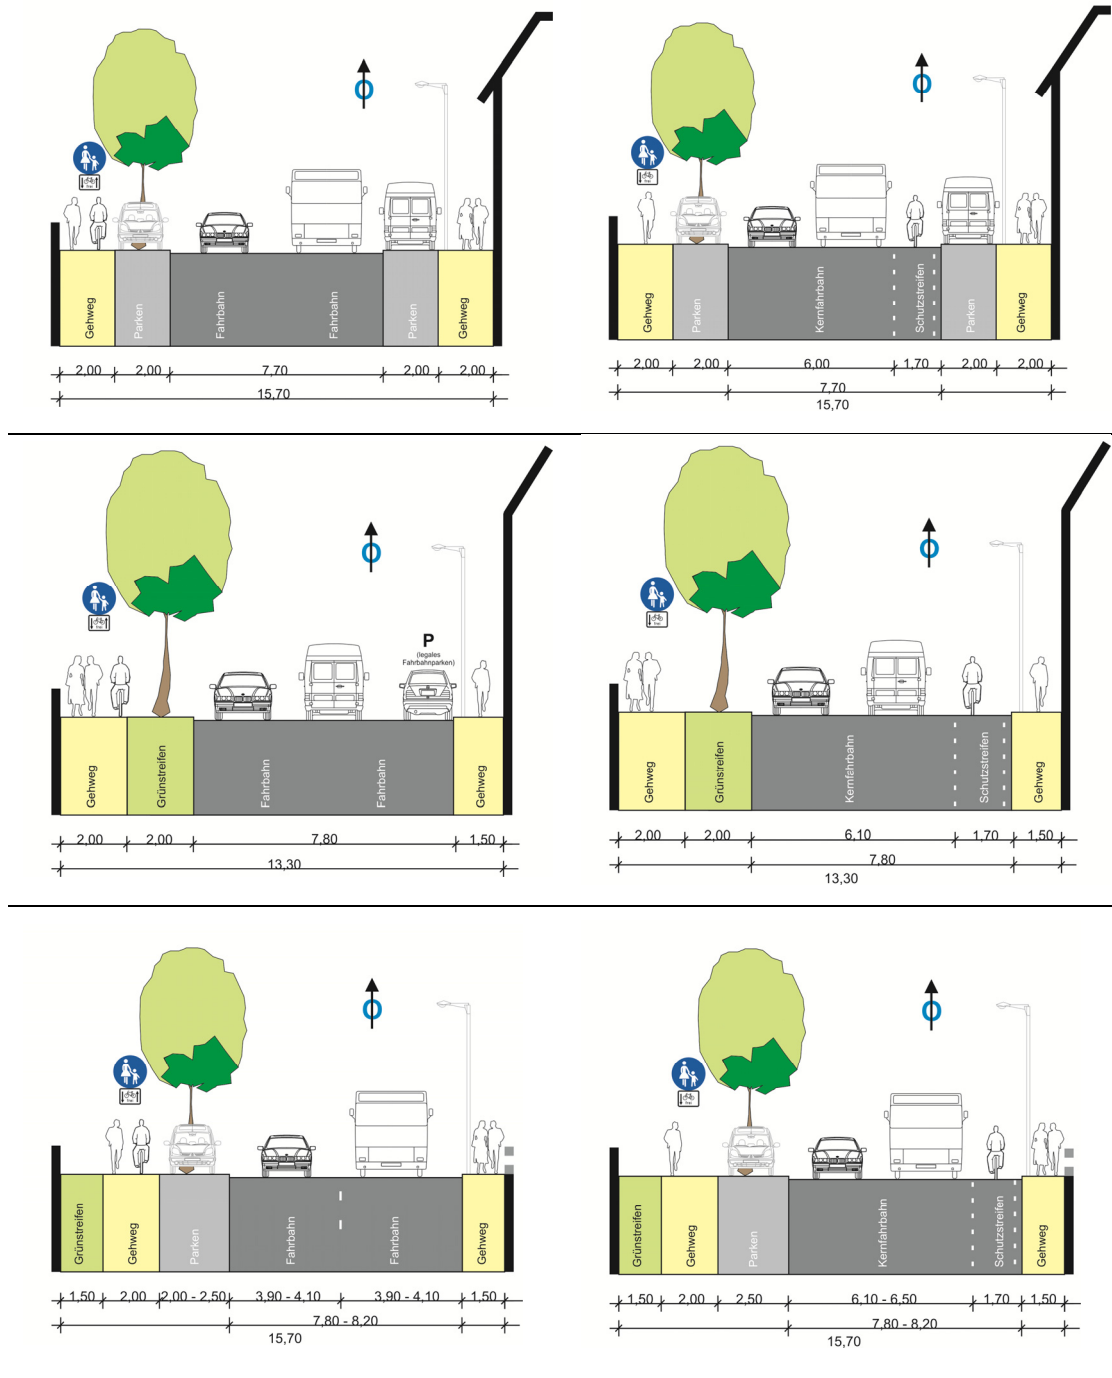 O
frei
Gehweg
Parken
Fahrbahn
Fahrbahn
Parken
Gehweg
2,00 2,00 7,70 2,00 2,00
15,70
O
frei
Gehweg
Parken
Kernfahrbahn
Schutzstreifen
Parken
Gehweg
2,00 2,00 6,00 1,70 2,00 2,00
7,70
15,70
O
frei
P
(legales
Fahrbahnparken)
Gehweg
Grünstreifen
Fahrbahn
Fahrbahn
Gehweg
2,00 2,00 7,80 1,50
13,30
O
frei
Gehweg
Grünstreifen
Kernfahrbahn
Schutzstreifen
Gehweg
2,00 2,00 6,10 1,70 1,50
7,80
13,30
O
frei
Grünstreifen
Gehweg
Parken
Fahrbahn
Fahrbahn
Gehweg
1,50 2,00 2,00 - 2,50 3,90 - 4,10 3,90 - 4,10 1,50
7,80 - 8,20
15,70
O
frei
Grünstreifen
Gehweg
Parken
Kernfahrbahn
Schutzstreifen
Gehweg
1,50 2,00 2,50 6,10 - 6,50 1,70 1,50
7,80 - 8,20
15,70